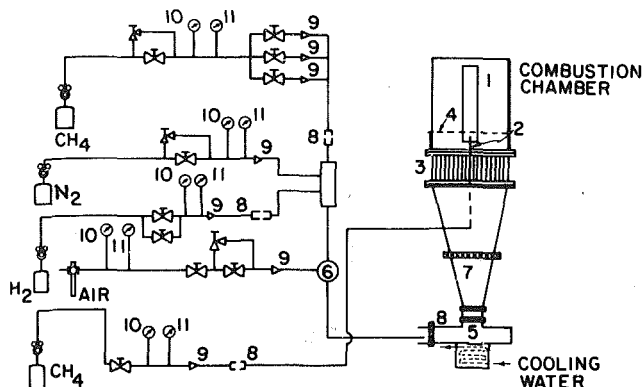 10 11
9
9
9
CH4
8
10 11
9
N2
10 11
9 8
H2
10
11
AIR
9
6
10 11
9 8
CH4
COMBUSTION
CHAMBER
1
4
2
3
7
8
5
COOLING
WATER